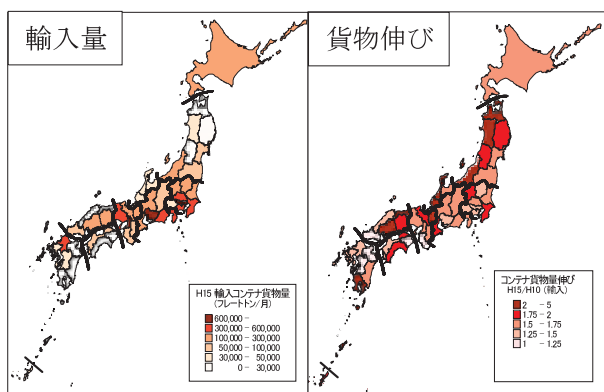 輸入量
貨物伸び
H15 輸入コンテナ貨物量
(フレートトン/月)
600,000 -
300,000 - 600,000
100,000 - 300,000
50,000 - 100,000
30,000 - 50,000
0 - 30,000
コンテナ貨物量伸び
H15/H10 (輸入)
2 - 5
1.75 - 2
1.5 - 1.75
1.25 - 1.5
1 - 1.25